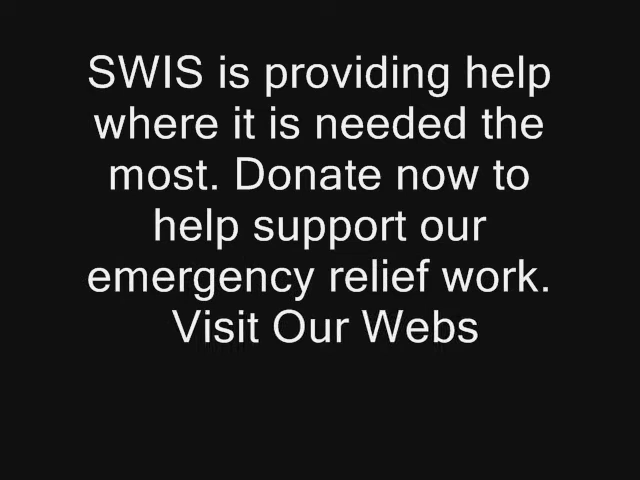 SWIS is providing help
where it is needed the
most. Donate now to
help support our
emergency relief work.
Visit Our Webs